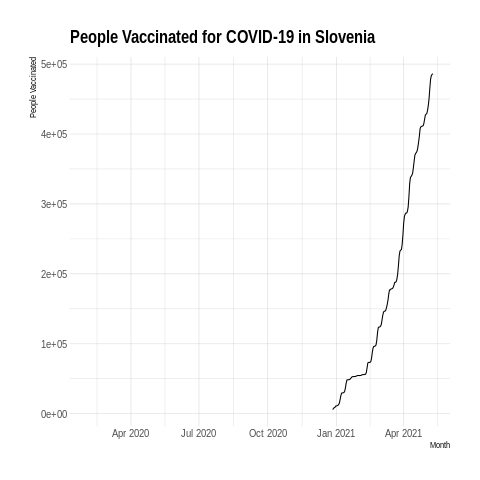 People Vaccinated for COVID-19 in Slovenia
People Vaccinated
5e+05
4e+05
3e+05
2e+05
1e+05
0e+00
Apr 2020 Jul 2020 Oct 2020 Jan 2021 Apr 2021
Month